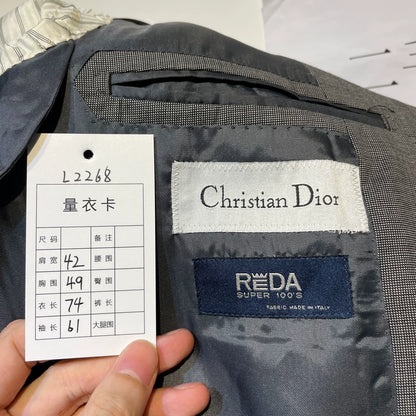 L2268
量衣卡
尺码 备注
肩宽 42 腰围
胸围 49 臀围
衣长 74 裤长
袖长 61 大腿围
Christian Dior
REDA
SUPER 100'S
FABRIC MADE IN ITALY